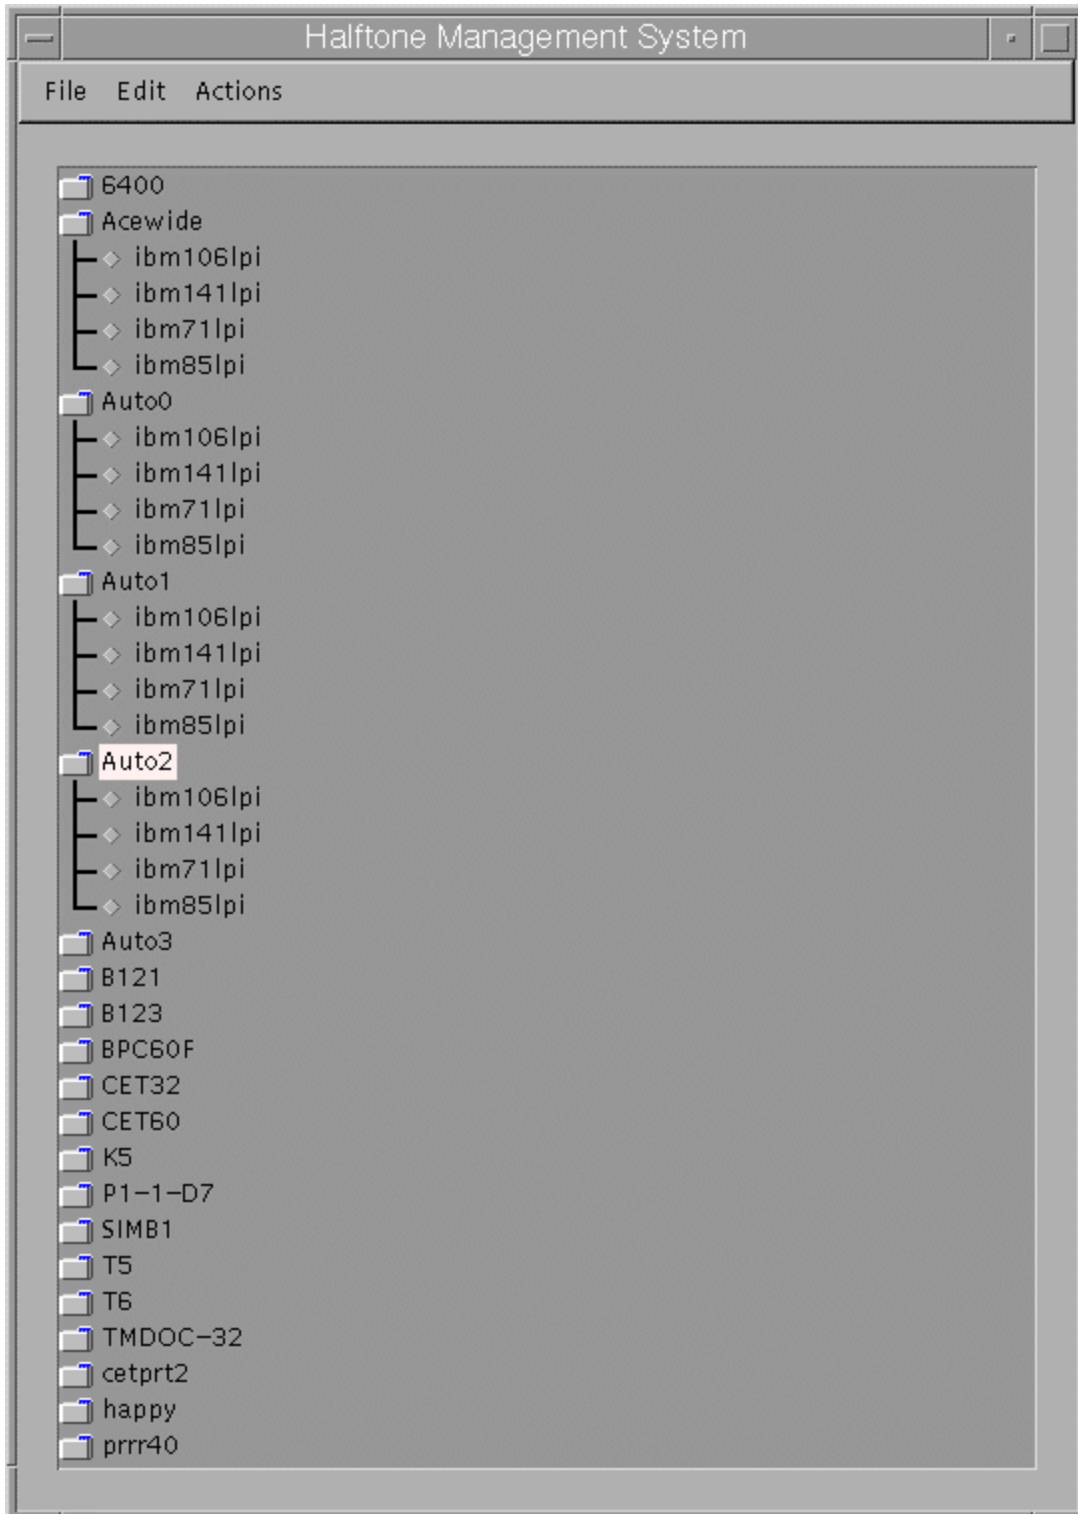 Halftone Management System
File Edit Actions
6400
Acewide
ibm106lpi
ibm141lpi
ibm71lpi
ibm85lpi
Auto0
ibm106lpi
ibm141lpi
ibm71lpi
ibm85lpi
Auto1
ibm106lpi
ibm141lpi
ibm71lpi
ibm85lpi
Auto2
ibm106lpi
ibm141lpi
ibm71lpi
ibm85lpi
Auto3
B121
B123
BPC60F
CET32
CET60
K5
P1-1-D7
SIMB1
T5
T6
TMDOC-32
cetprt2
happy
prrr40